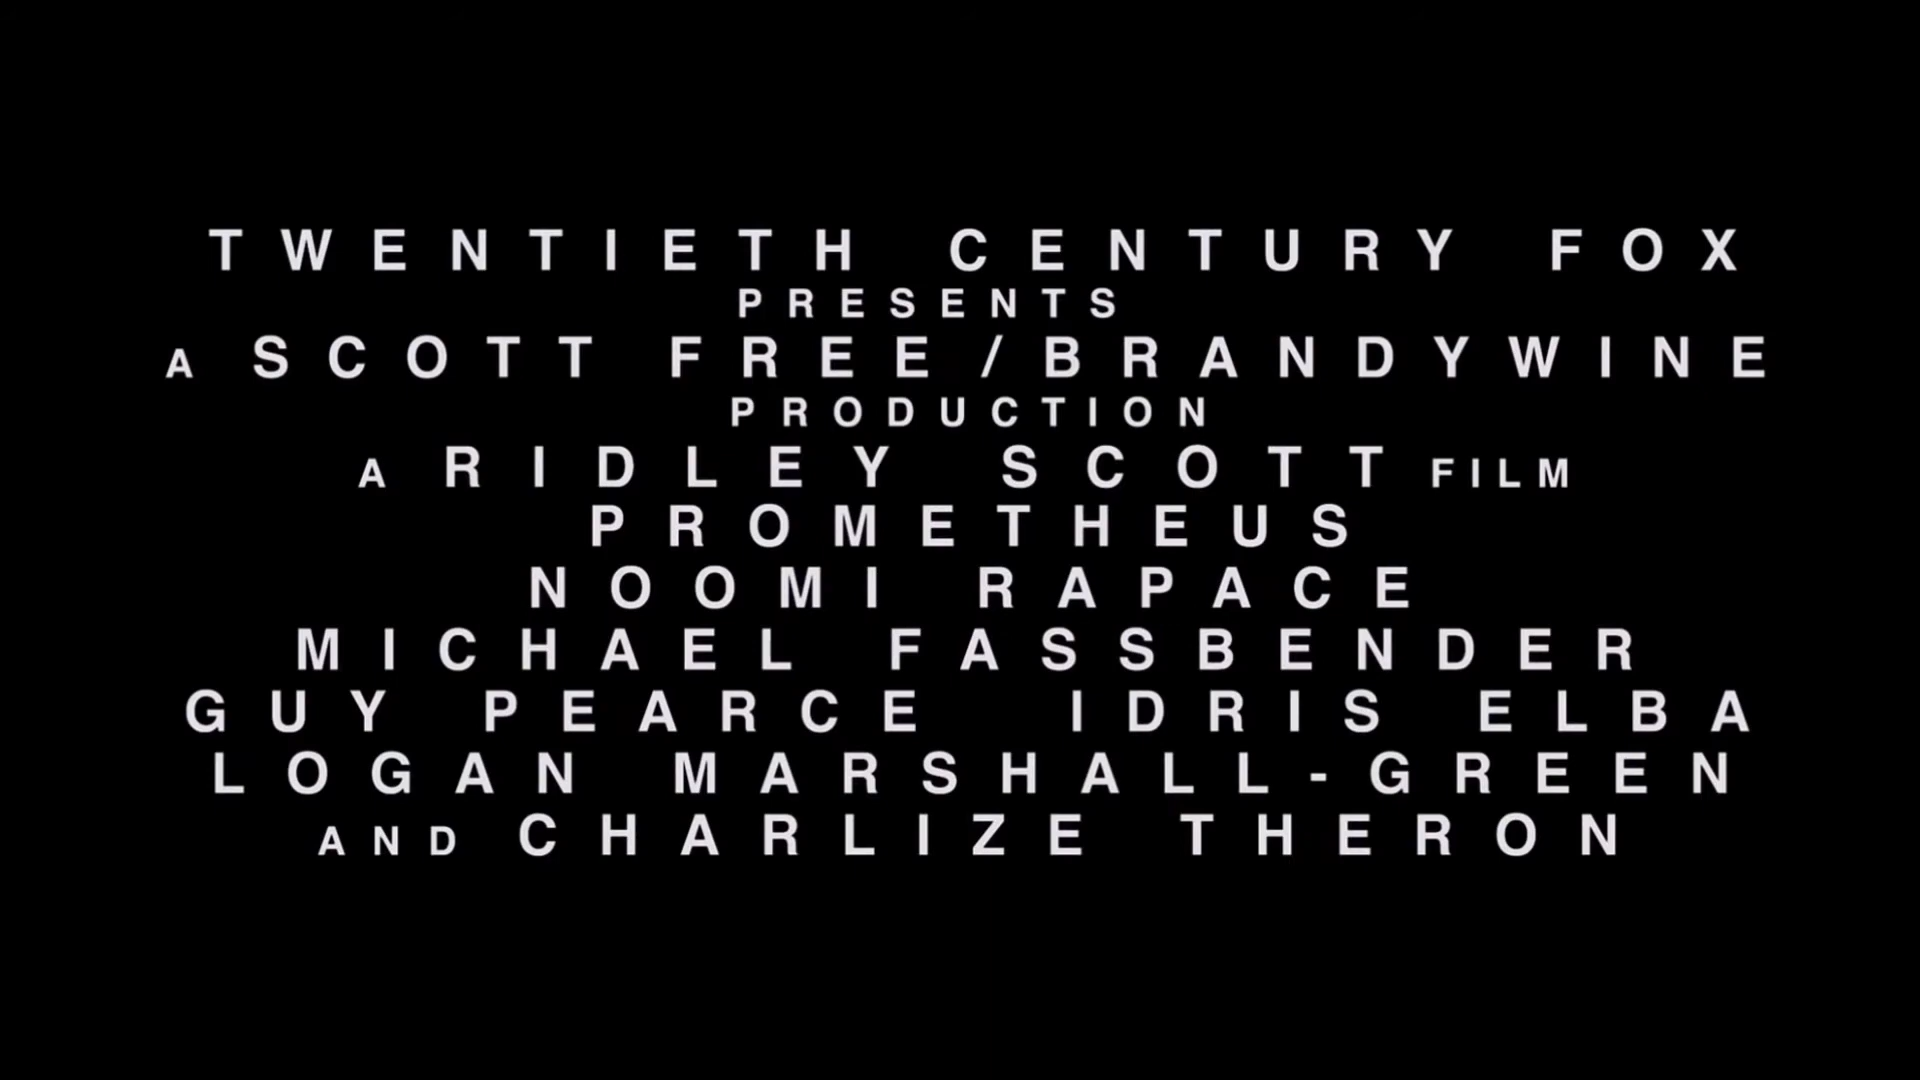 TWENTIETH CENTURY FOX
PRESENTS
A SCOTT FREE/BRANDYWINE
PRODUCTION
A RIDLEY SCOTT FILM
PROMETHEUS
NOOMI RAPACE
MICHAEL FASSBENDER
GUY PEARCE IDRIS ELBA
LOGAN MARSHALL-GREEN
AND CHARLIZE THERON